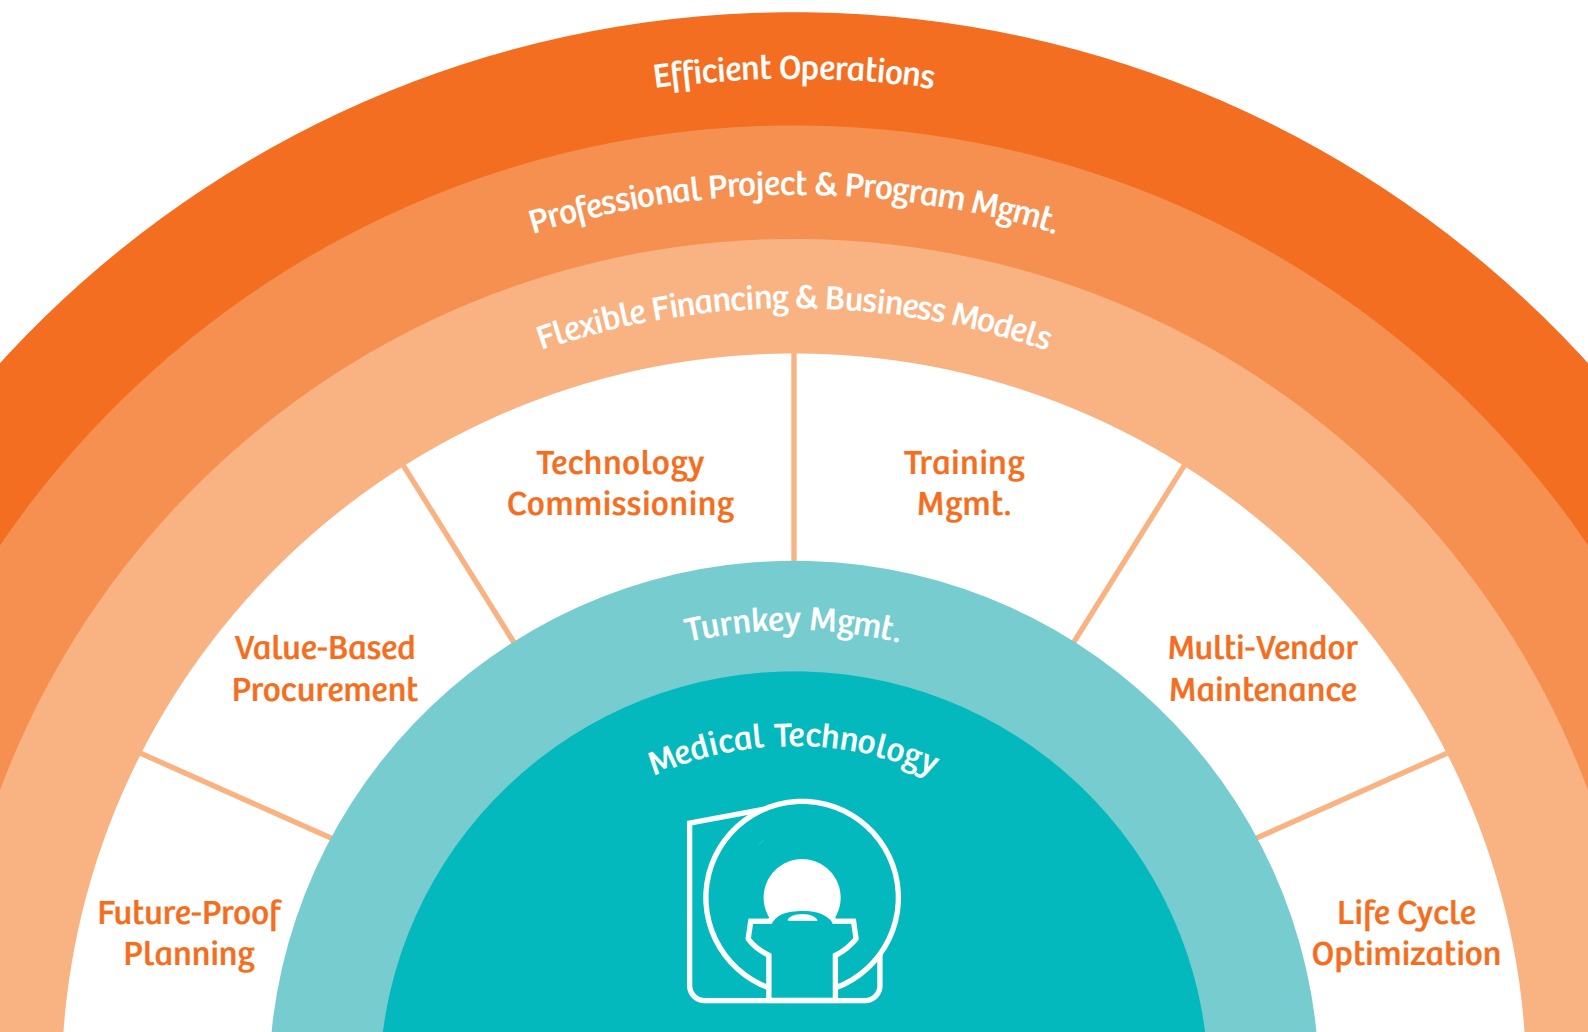 Efficient Operations
Professional Project & Program Mgmt.
Flexible Financing & Business Models
Technology
Commissioning
Training
Mgmt.
Value-Based
Procurement
Turnkey Mgmt.
Multi-Vendor
Maintenance
Medical Technology
Future-Proof
Planning
Life Cycle
Optimization